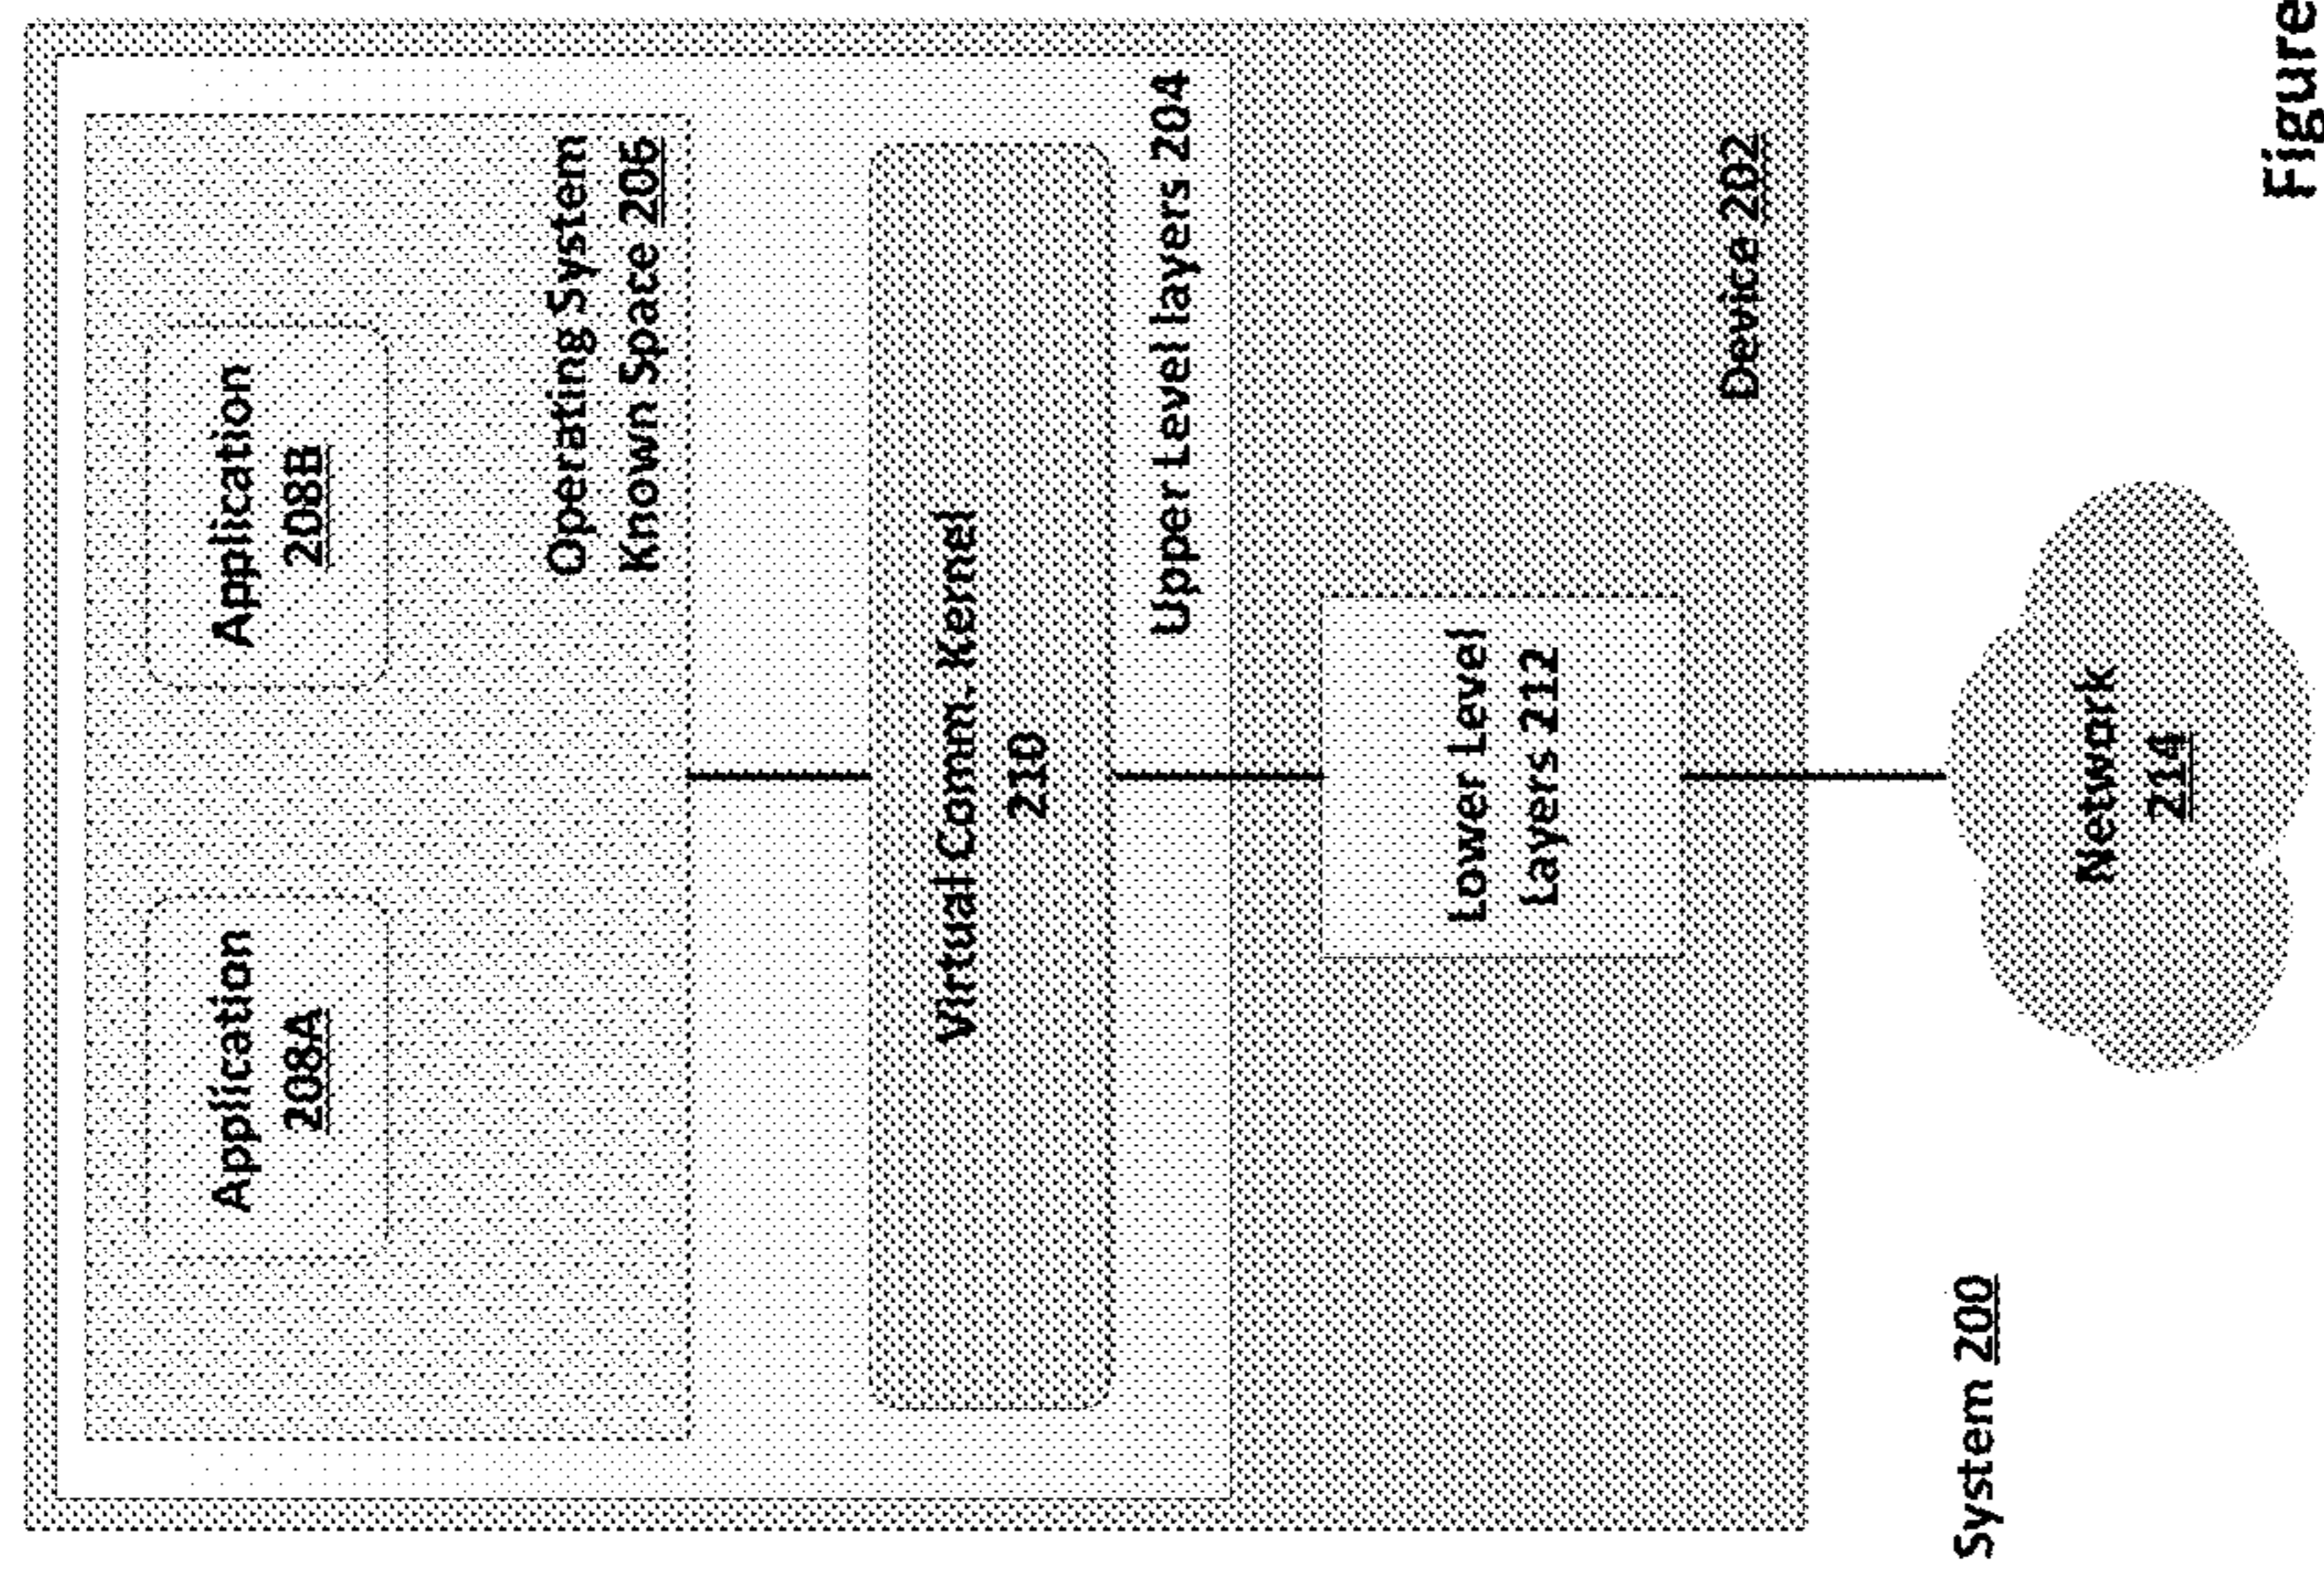 Application
208A
Application
208B
Operating System
Known Space 206
Virtual Comm. Kernel
210
Upper Level layers 204
Lower Level
Layers 212
Device 202
Network
214
System 200
Figure